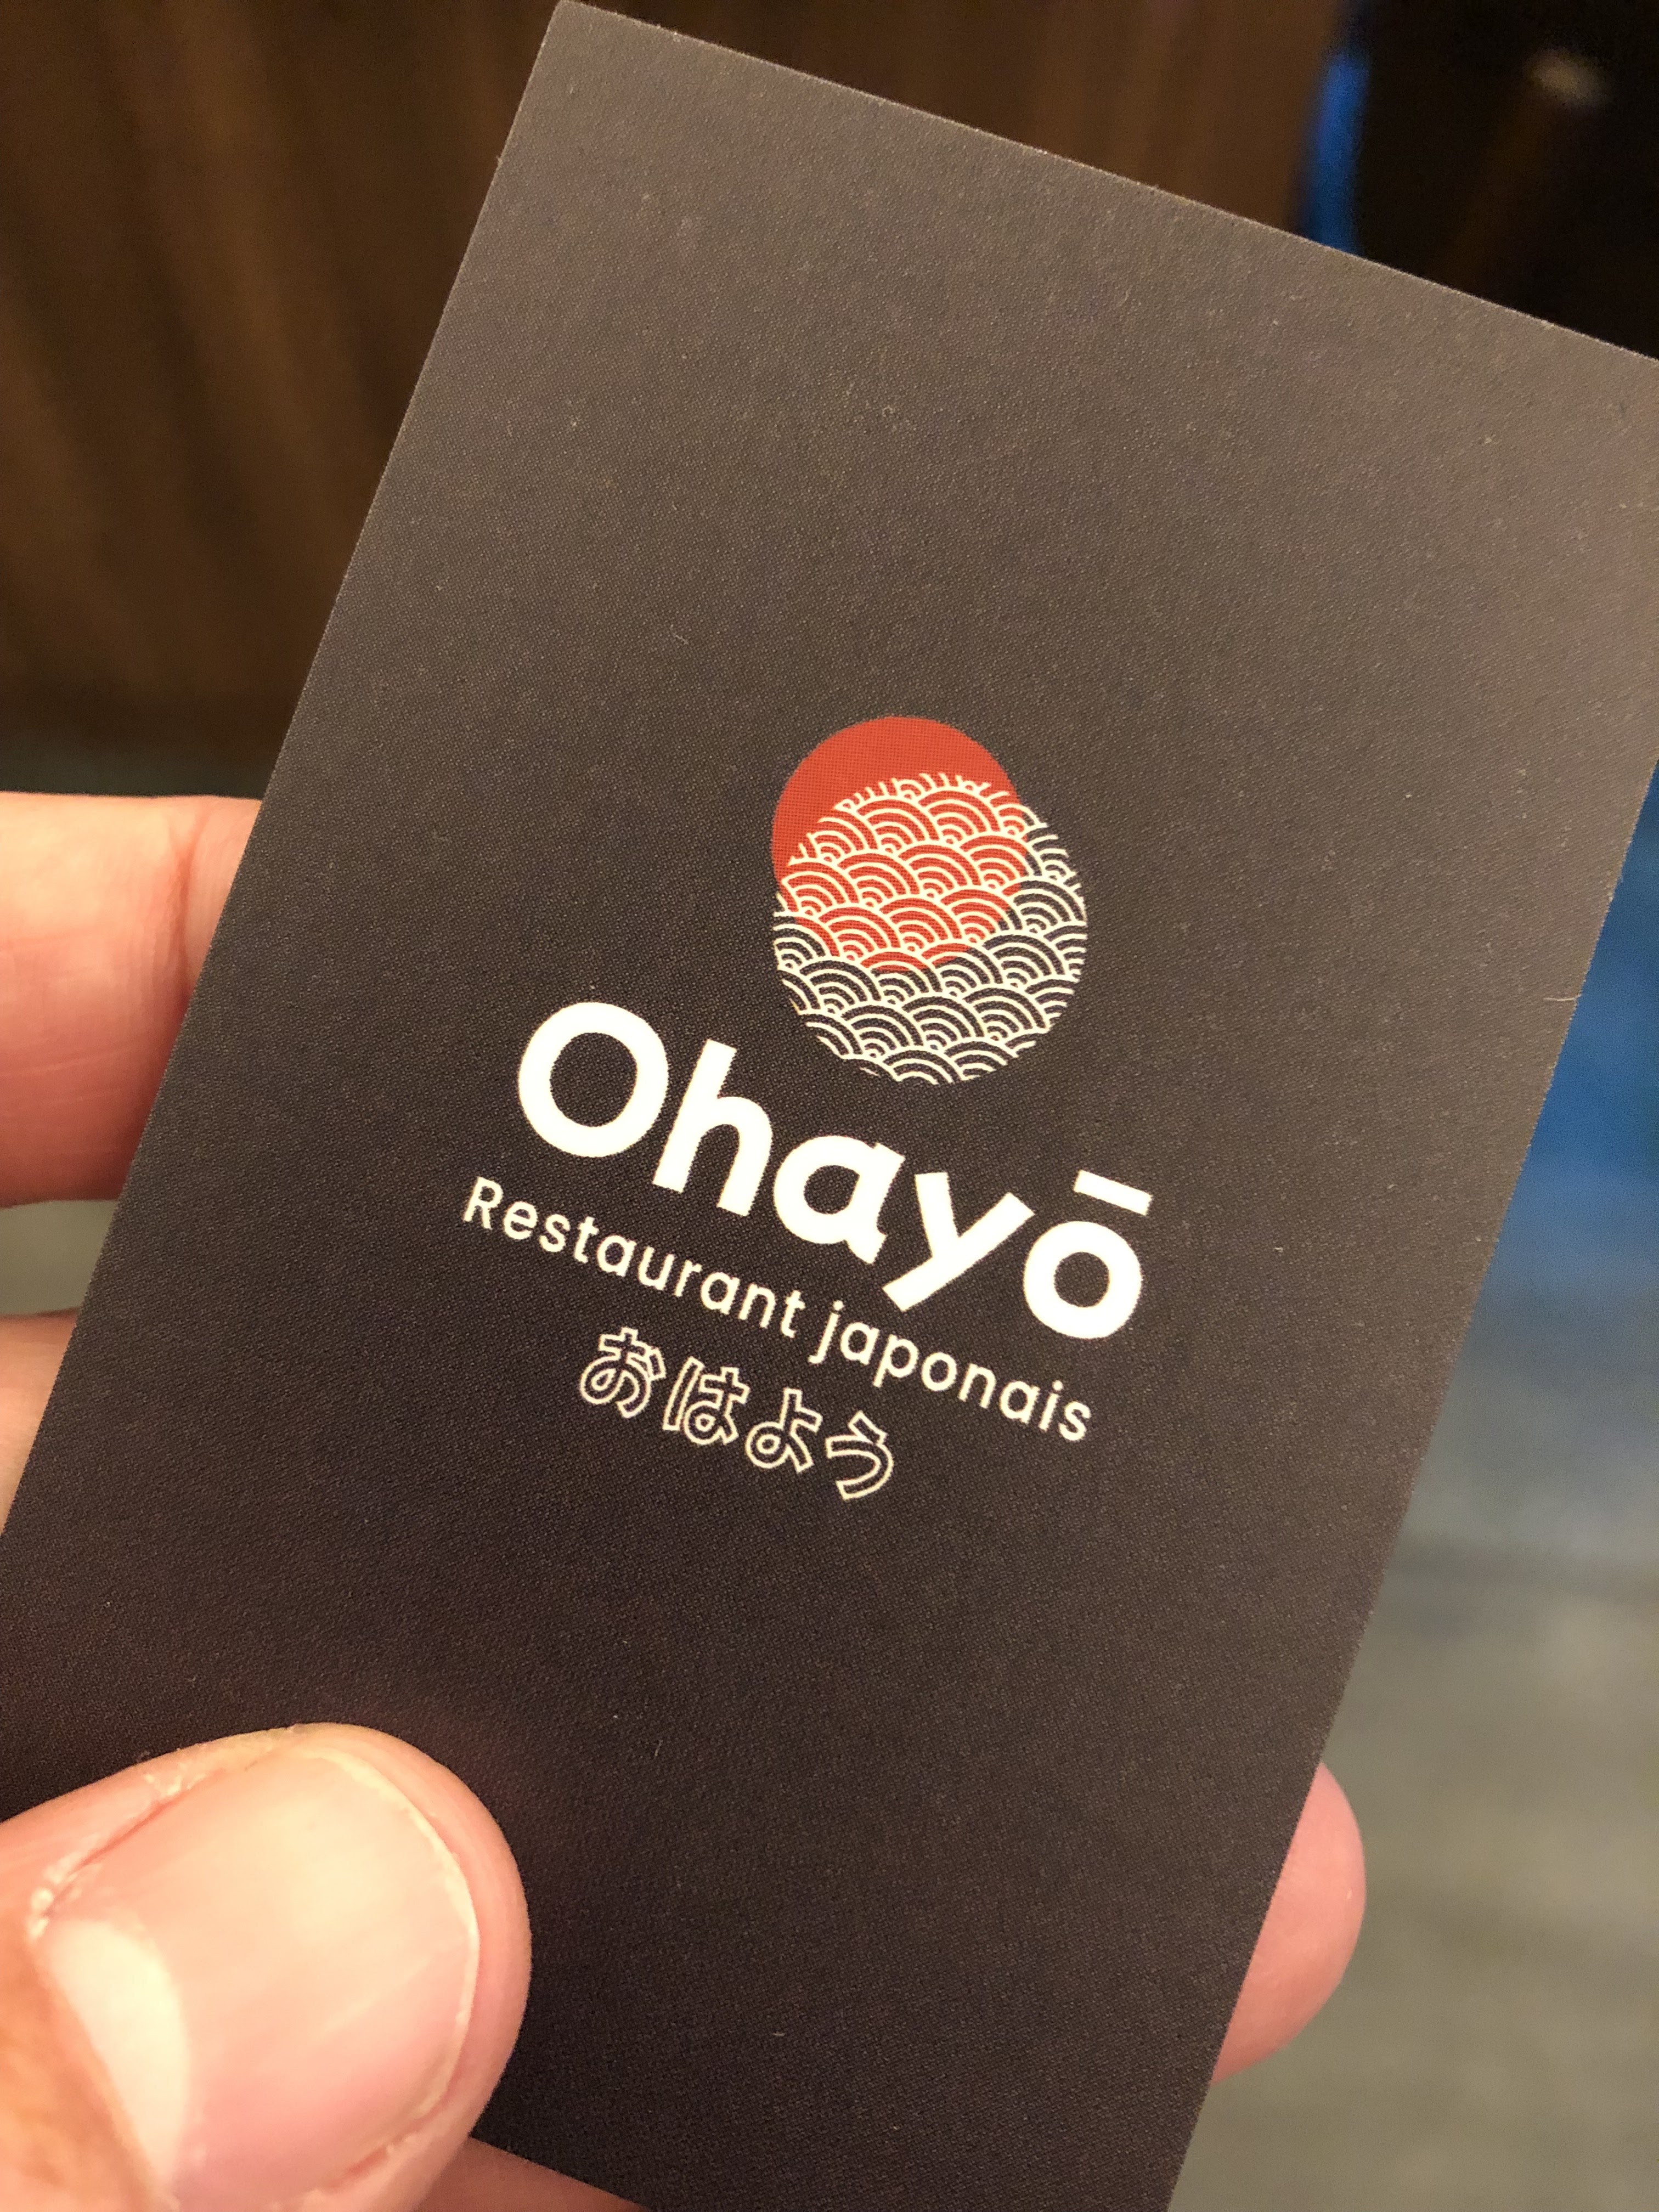 Ohayō
Restaurant japonais
おはよう